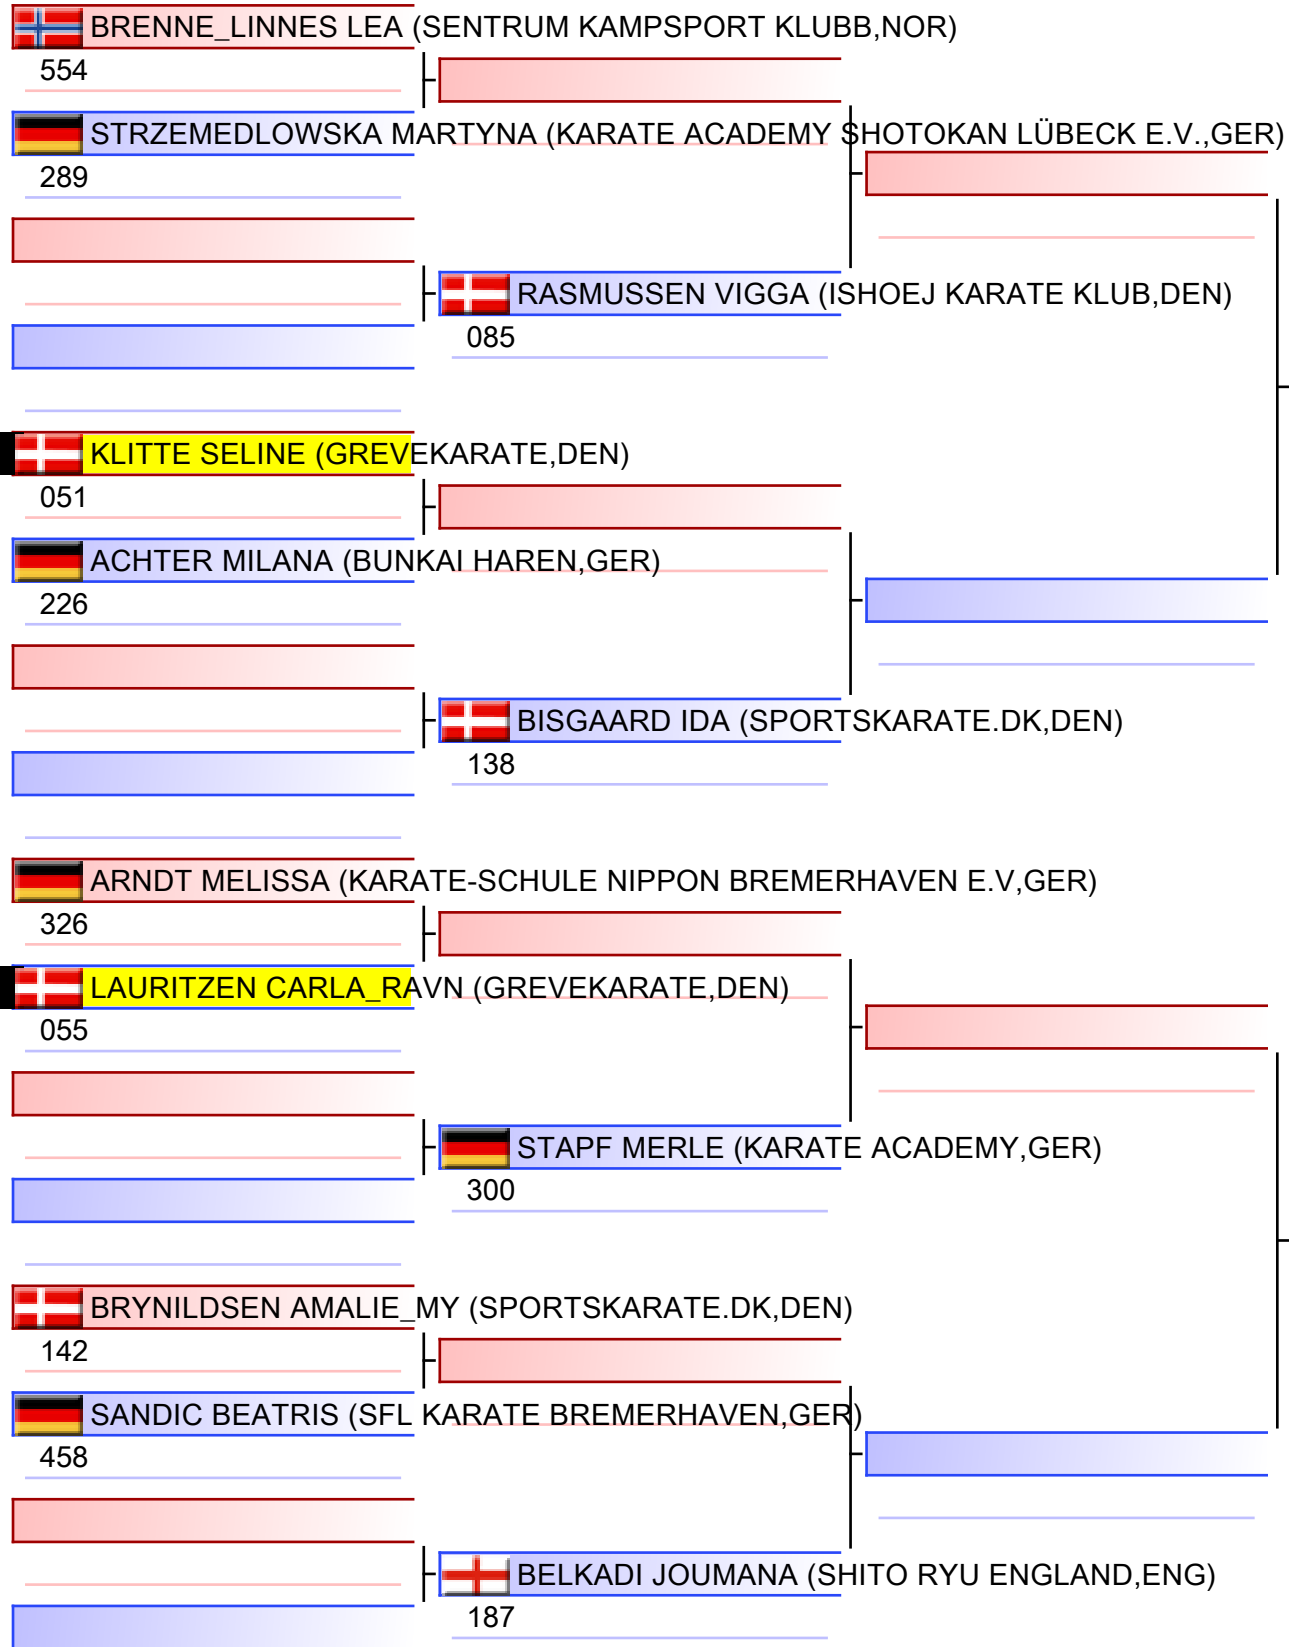 BRENNE_LINNES LEA (SENTRUM KAMPSPORT KLUBB,NOR)
554
STRZEMEDLOWSKA MARTYNA (KARATE ACADEMY SHOTOKAN LÜBECK E.V.,GER)
289
RASMUSSEN VIGGA (ISHOEJ KARATE KLUB,DEN)
085
KLITTE SELINE (GREVEKARATE,DEN)
051
ACHTER MILANA (BUNKAI HAREN,GER)
226
BISGAARD IDA (SPORTSKARATE.DK,DEN)
138
ARNDT MELISSA (KARATE-SCHULE NIPPON BREMERHAVEN E.V,GER)
326
LAURITZEN CARLA_RAVN (GREVEKARATE,DEN)
055
STAPF MERLE (KARATE ACADEMY,GER)
300
BRYNILDSEN AMALIE_MY (SPORTSKARATE.DK,DEN)
142
SANDIC BEATRIS (SFL KARATE BREMERHAVEN,GER)
458
BELKADI JOUMANA (SHITO RYU ENGLAND,ENG)
187